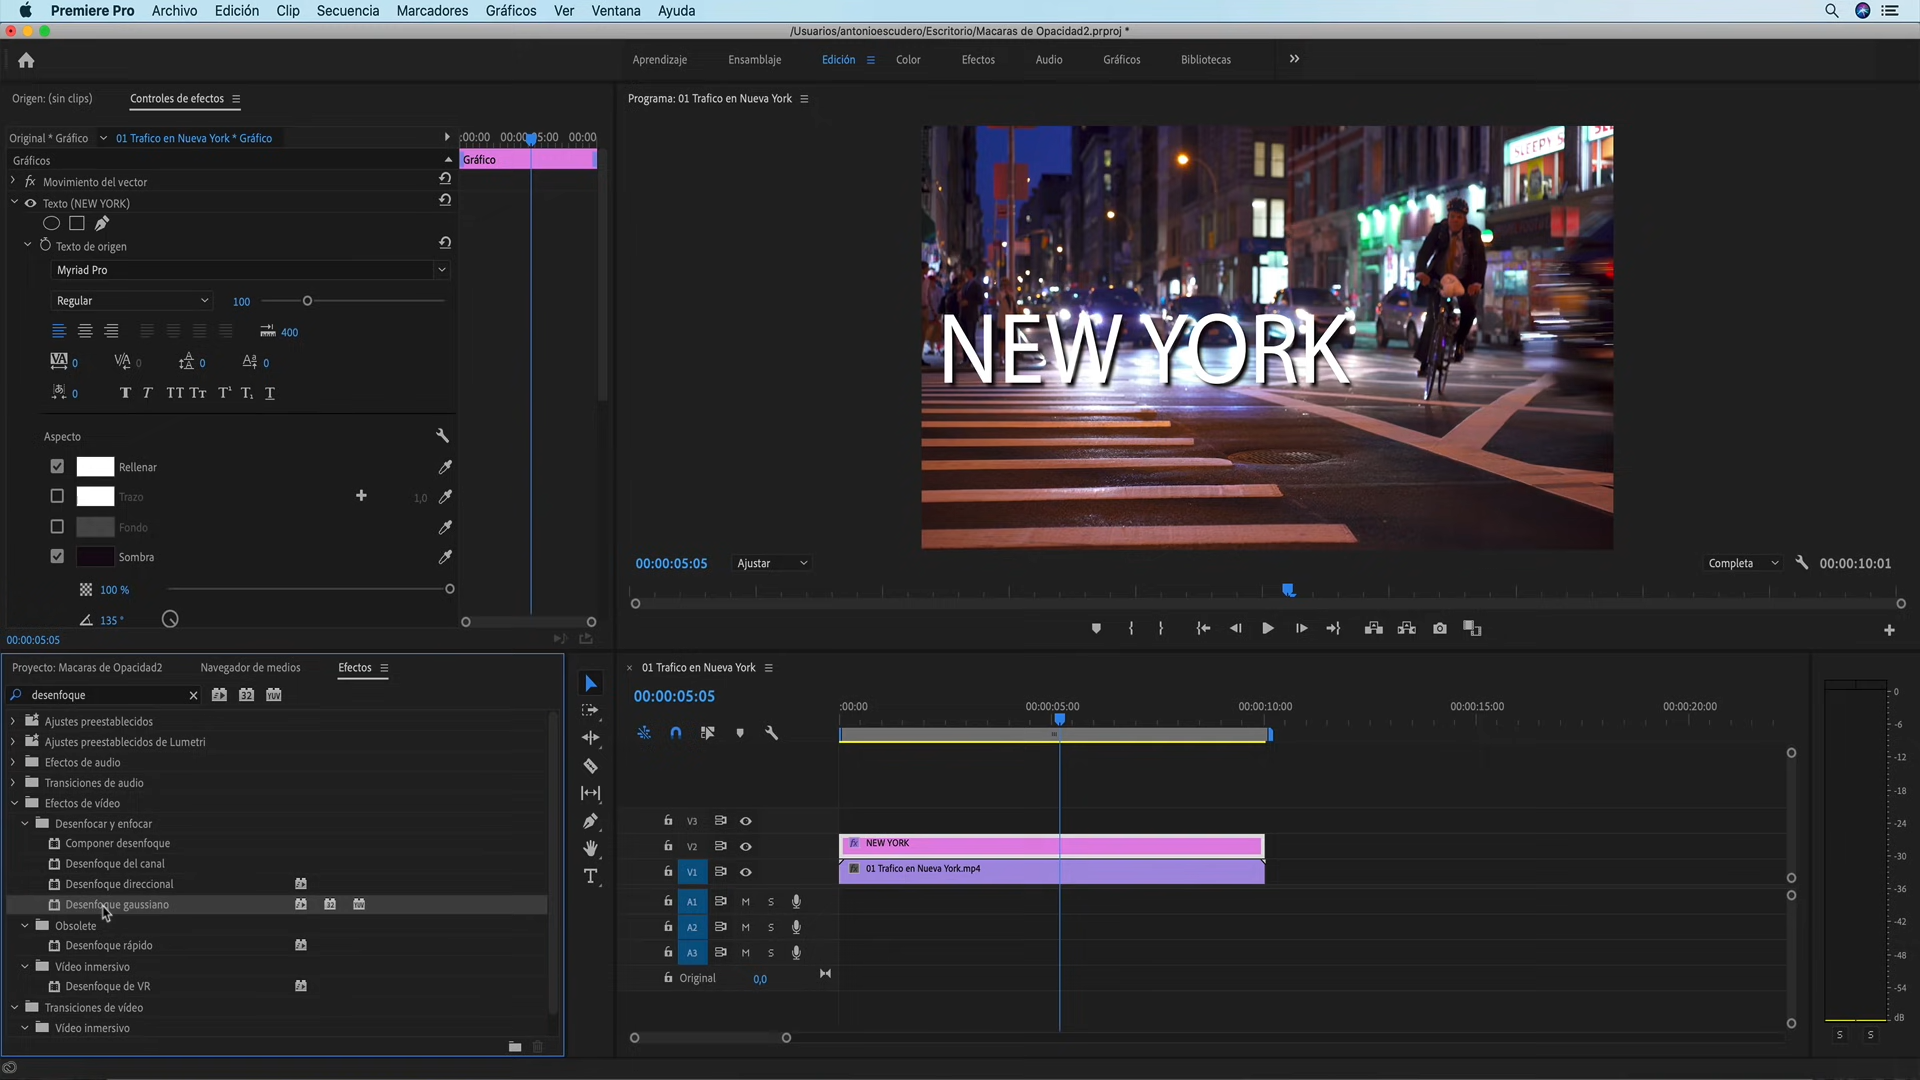 Premiere Pro Archivo Edición Clip Secuencia Marcadores Gráficos Ver Ventana Ayuda
/Usuarios/antonioescudero/Escritorio/Macaras de Opacidad2.prproj *
Aprendizaje Ensamblaje Edición Color Efectos Audio Gráficos Bibliotecas
Origen: (sin clips) Controles de efectos
Programa: 01 Trafico en Nueva York
Original * Gráfico 01 Trafico en Nueva York * Gráfico
:00:00 00:00:05:00 00:00
Gráficos
Gráfico
Movimiento del vector
Texto (NEW YORK)
Texto de origen
Myriad Pro
Regular 100
400
0 0 0 0
0 T T TT Tt T¹ T₁ T
Aspecto
Rellenar
Trazo 1,0
Fondo
Sombra
100 %
135 °
00:00:05:05
SLEEPY'S
NEW YORK
00:00:05:05 Ajustar Completa 00:00:10:01
Proyecto: Macaras de Opacidad2 Navegador de medios Efectos
desenfoque
Ajustes preestablecidos
Ajustes preestablecidos de Lumetri
Efectos de audio
Transiciones de audio
Efectos de vídeo
Desenfocar y enfocar
Componer desenfoque
Desenfoque del canal
Desenfoque direccional
Desenfoque gaussiano
Obsolete
Desenfoque rápido
Vídeo inmersivo
Desenfoque de VR
Transiciones de vídeo
Vídeo inmersivo
01 Trafico en Nueva York
00:00:05:05
:00:00 00:00:05:00 00:00:10:00 00:00:15:00 00:00:20:00
V3
V2 fx NEW YORK
V1 fx 01 Trafico en Nueva York.mp4
A1 M S
A2 M S
A3 M S
Original 0,0
0
-6
-12
-18
-24
-30
-36
-42
-48
-54
dB
S S